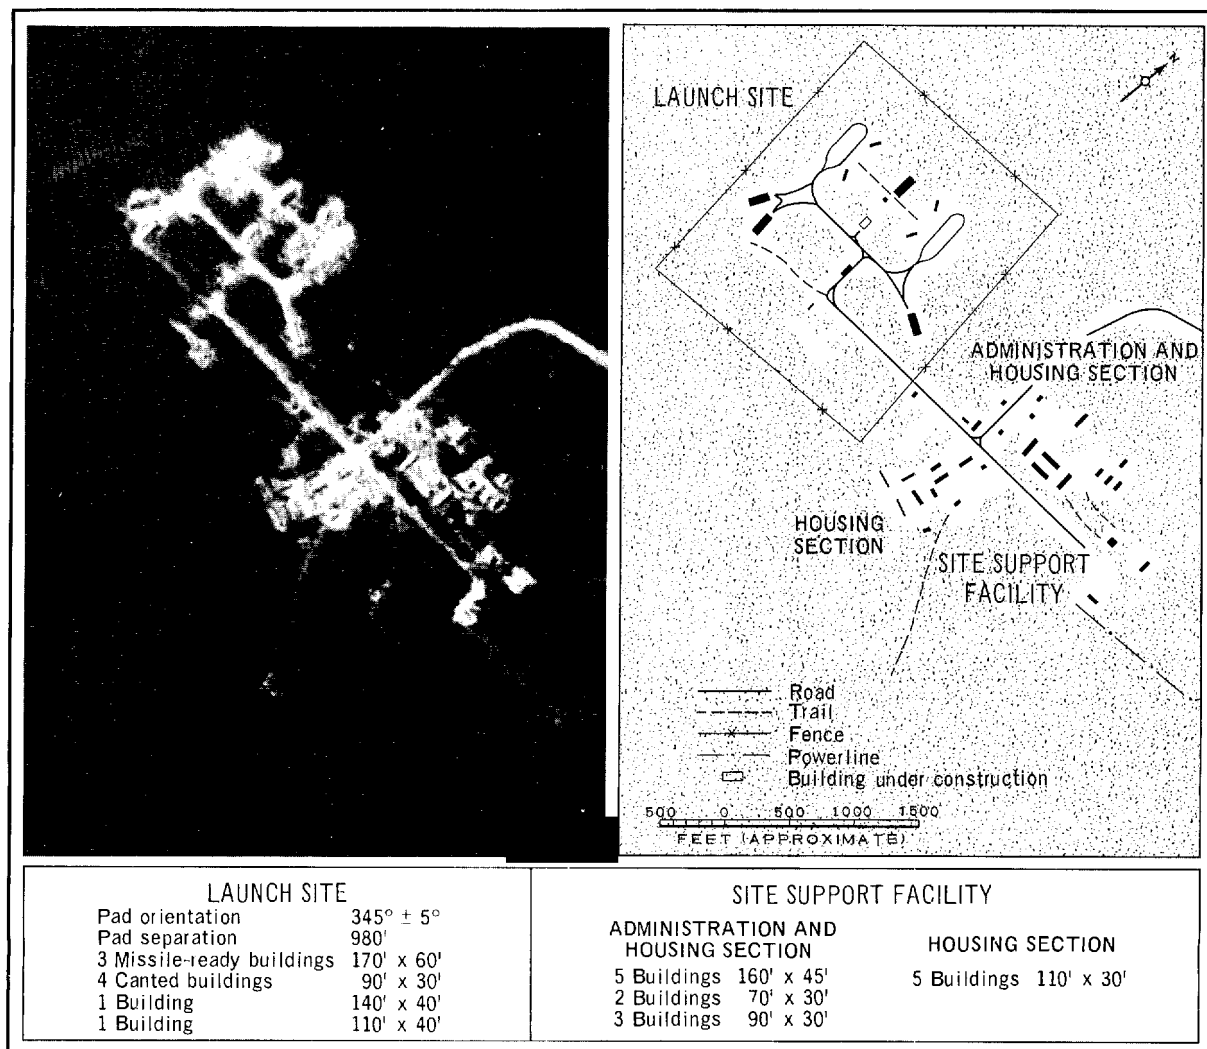 LAUNCH SITE
N
ADMINISTRATION AND
HOUSING SECTION
HOUSING
SECTION
SITE SUPPORT
FACILITY
Road
Trail
Fence
Powerline
Building under construction
500 0 500 1000 1500
FEET (APPROXIMATE)
LAUNCH SITE
Pad orientation 345° ± 5°
Pad separation 980'
3 Missile-ready buildings 170' x 60'
4 Canted buildings 90' x 30'
1 Building 140' x 40'
1 Building 110' x 40'
SITE SUPPORT FACILITY
ADMINISTRATION AND
HOUSING SECTION
5 Buildings 160' x 45'
2 Buildings 70' x 30'
3 Buildings 90' x 30'
HOUSING SECTION
5 Buildings 110' x 30'